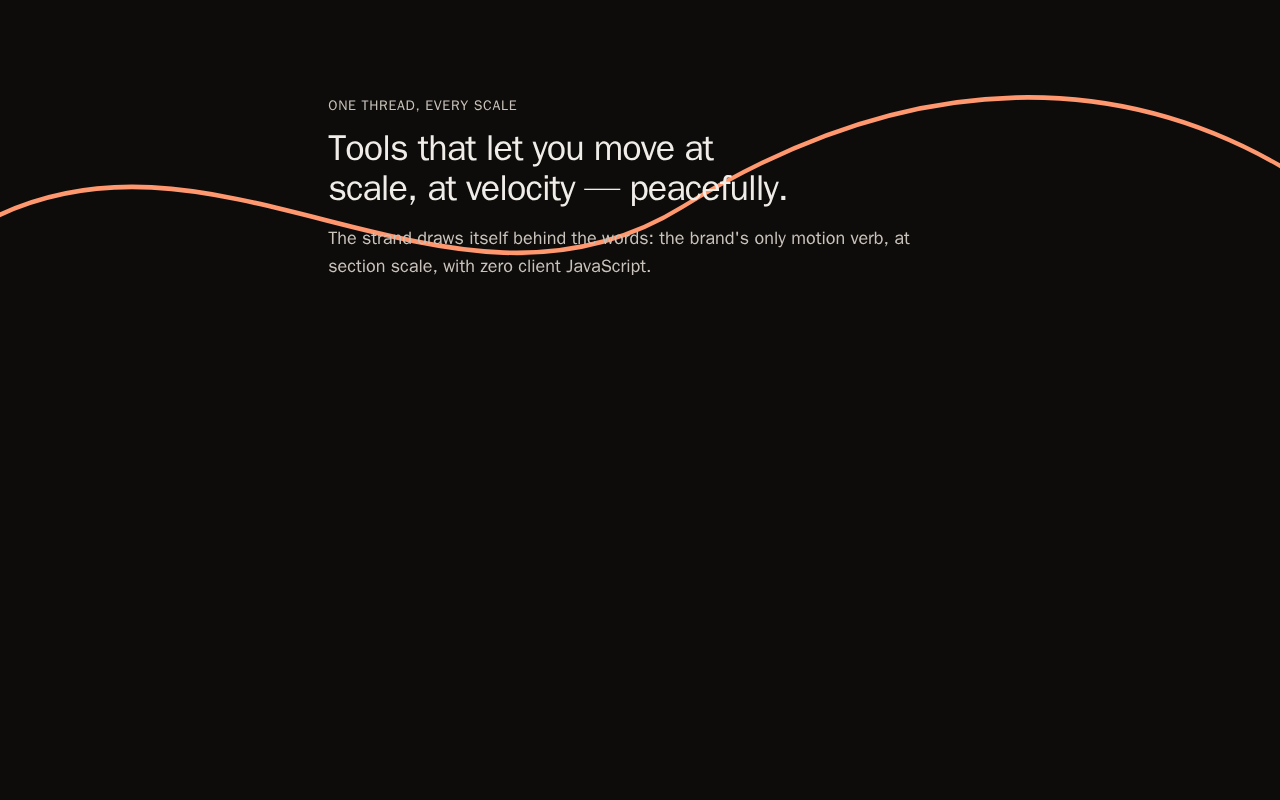 ONE THREAD, EVERY SCALE
Tools that let you move at
scale, at velocity — peacefully.
The strand draws itself behind the words: the brand's only motion verb, at
section scale, with zero client JavaScript.